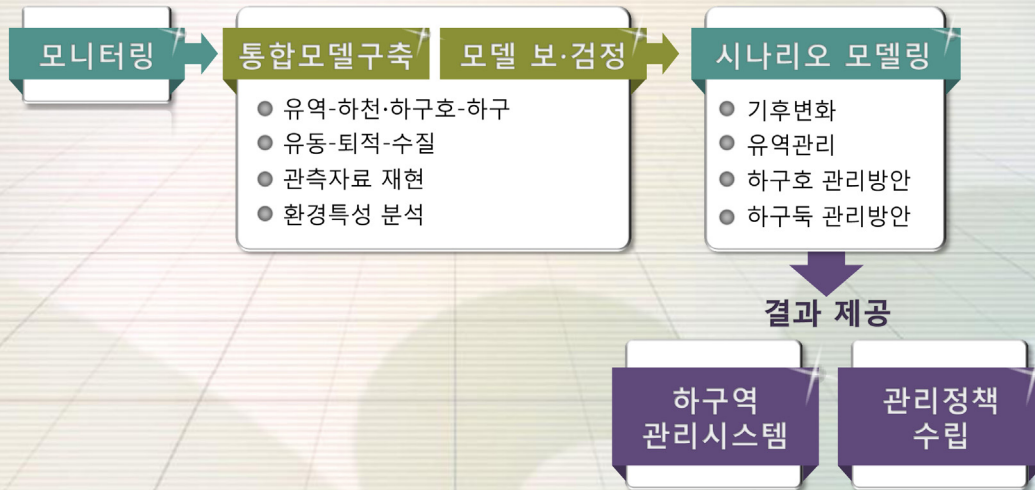 모니터링
통합모델구축
모델 보·검정
유역-하천·하구호-하구
유동-퇴적-수질
관측자료 재현
환경특성 분석
시나리오 모델링
기후변화
유역관리
하구호 관리방안
하구둑 관리방안
결과 제공
하구역
관리시스템
관리정책
수립